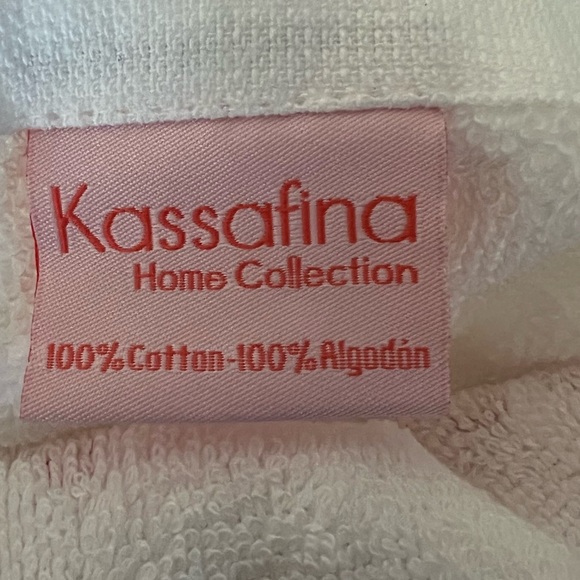 Kassafina
Home Collection
100% Cotton-100% Algodón